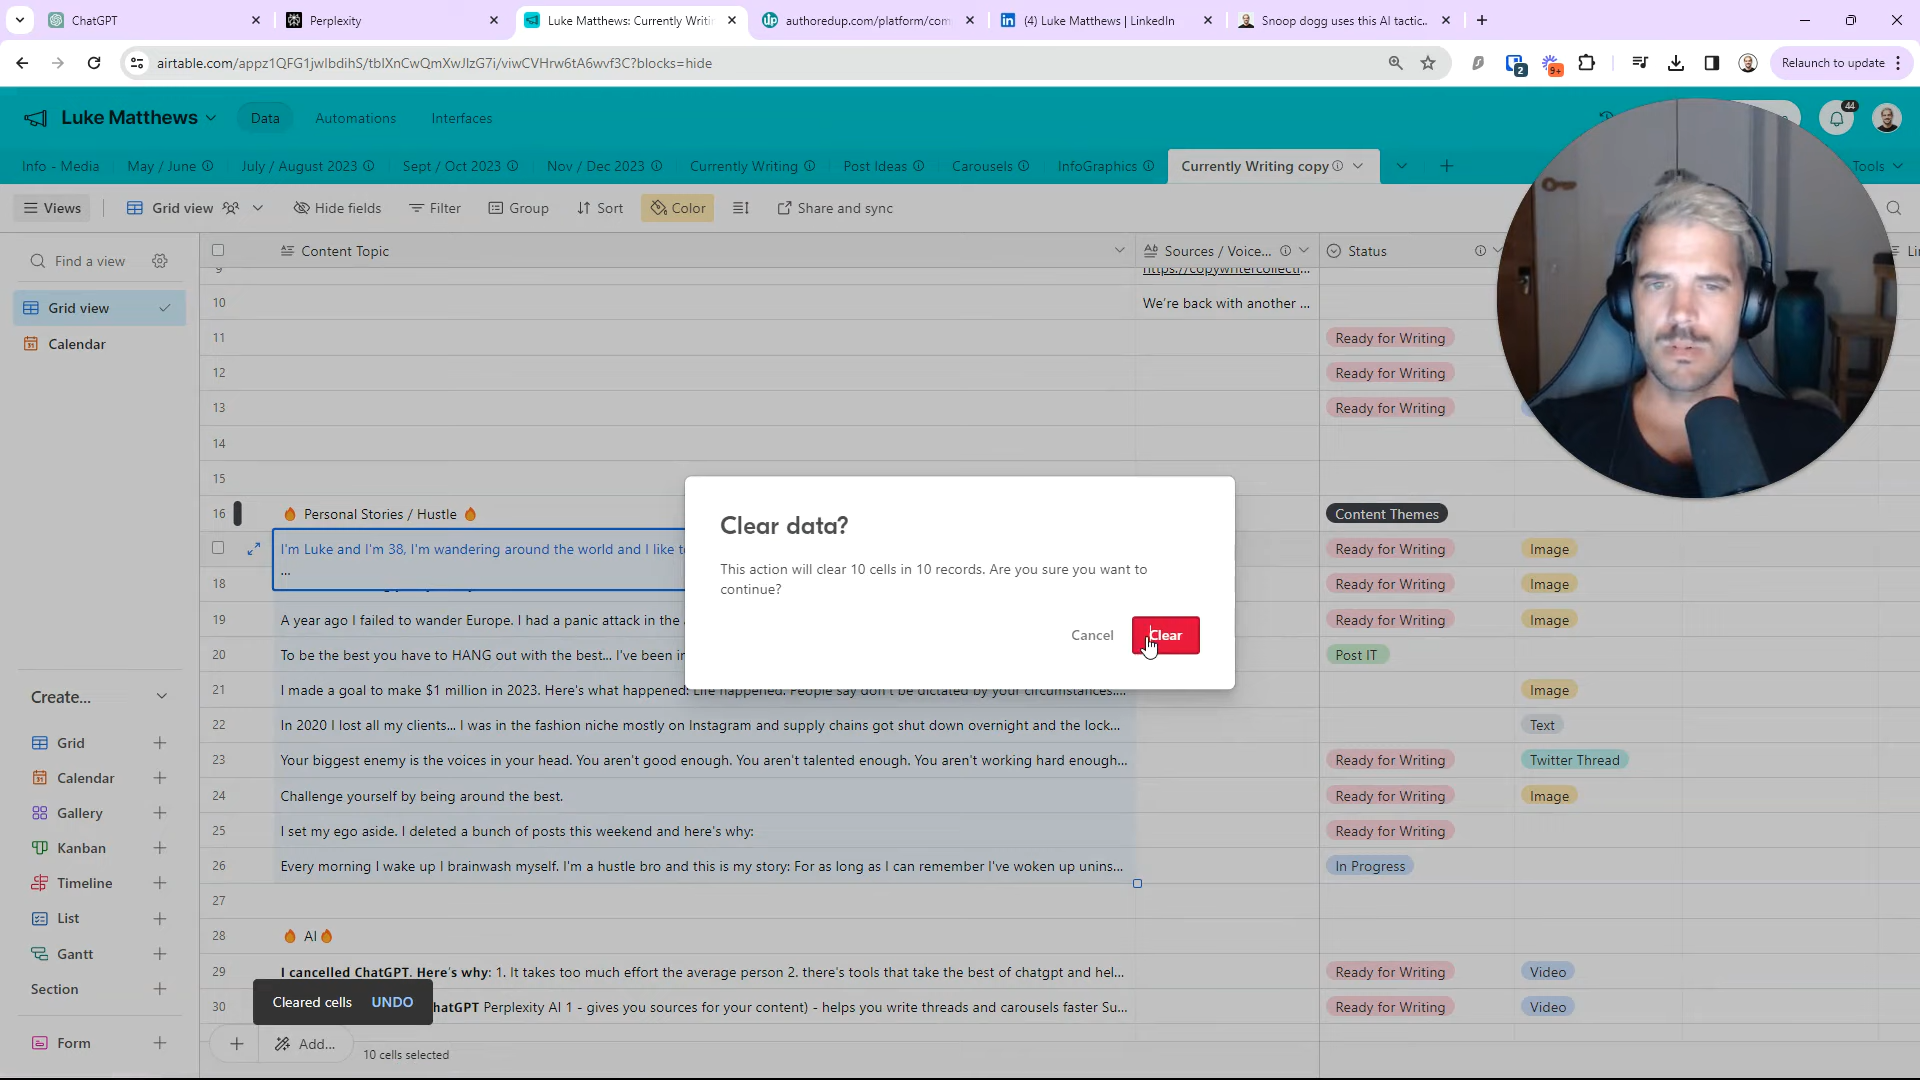 ChatGPT
Perplexity
Luke Matthews: Currently Writin
authoredup.com/platform/com
(4) Luke Matthews | LinkedIn
Snoop dogg uses this AI tactic..
airtable.com/appz1QFG1jwlbdihS/tblXnCwQmXwJlzG7i/viwCVHrw6tA6wvf3C?blocks=hide
2
9+
Relaunch to update
Luke Matthews
Data
Automations
Interfaces
44
Info - Media
May / June
July / August 2023
Sept / Oct 2023
Nov / Dec 2023
Currently Writing
Post Ideas
Carousels
InfoGraphics
Currently Writing copy
Tools
Views
Grid view
Hide fields
Filter
Group
Sort
Color
Share and sync
Find a view
Grid view
Calendar
Content Topic
Sources / Voice...
Status
9
https://copywritercollecti...
10
We're back with another ...
11 Ready for Writing
12 Ready for Writing
13 Ready for Writing
14
15
16 🔥 Personal Stories / Hustle 🔥 Content Themes
I'm Luke and I'm 38, I'm wandering around the world and I like to
...
Ready for Writing Image
18 Ready for Writing Image
19 A year ago I failed to wander Europe. I had a panic attack in the Ready for Writing Image
20 To be the best you have to HANG out with the best... I've been in Post IT
21 I made a goal to make $1 million in 2023. Here's what happened: Life happened. People say don't be dictated by your circumstances.... Image
22 In 2020 I lost all my clients... I was in the fashion niche mostly on Instagram and supply chains got shut down overnight and the lock... Text
23 Your biggest enemy is the voices in your head. You aren't good enough. You aren't talented enough. You aren't working hard enough... Ready for Writing Twitter Thread
24 Challenge yourself by being around the best. Ready for Writing Image
25 I set my ego aside. I deleted a bunch of posts this weekend and here's why: Ready for Writing
26 Every morning I wake up I brainwash myself. I'm a hustle bro and this is my story: For as long as I can remember I've woken up unins... In Progress
27
28 🔥 AI🔥
29 I cancelled ChatGPT. Here's why: 1. It takes too much effort the average person 2. there's tools that take the best of chatgpt and hel... Ready for Writing Video
30 hatGPT Perplexity AI 1 - gives you sources for your content) - helps you write threads and carousels faster Su... Ready for Writing Video
Clear data?
This action will clear 10 cells in 10 records. Are you sure you want to
continue?
Cancel
Clear
Create...
Grid
Calendar
Gallery
Kanban
Timeline
List
Gantt
Section
Form
Cleared cells UNDO
Add...
10 cells selected